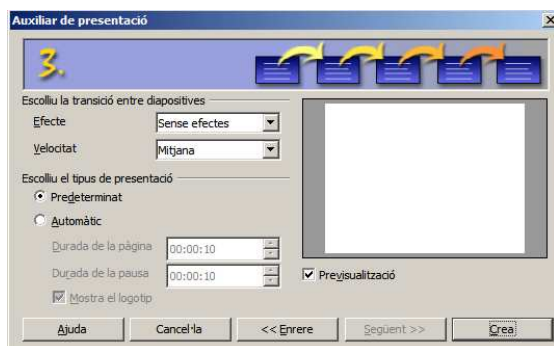 Auxiliar de presentació
3.
Escolliu la transició entre diapositives
Efecte Sense efectes
Velocitat Mitjana
Escolliu el tipus de presentació
Predeterminat
Automàtic
Durada de la pàgina 00:00:10
Durada de la pausa 00:00:10
Previsualització
Mostra el logotip
Ajuda Cancel·la << Enrere Següent >> Crea